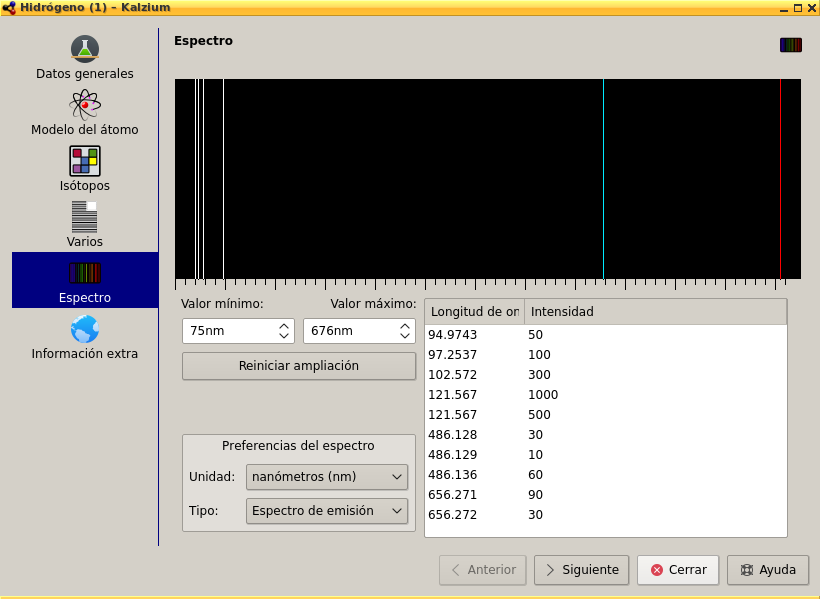 Hidrógeno (1) – Kalzium
Datos generales
Modelo del átomo
Isótopos
Varios
Espectro
Información extra
Espectro
Valor mínimo: Valor máximo:
75nm 676nm
Reiniciar ampliación
Preferencias del espectro
Unidad: nanómetros (nm)
Tipo: Espectro de emisión
Longitud de on Intensidad
94.9743 50
97.2537 100
102.572 300
121.567 1000
121.567 500
486.128 30
486.129 10
486.136 60
656.271 90
656.272 30
Anterior Siguiente Cerrar Ayuda